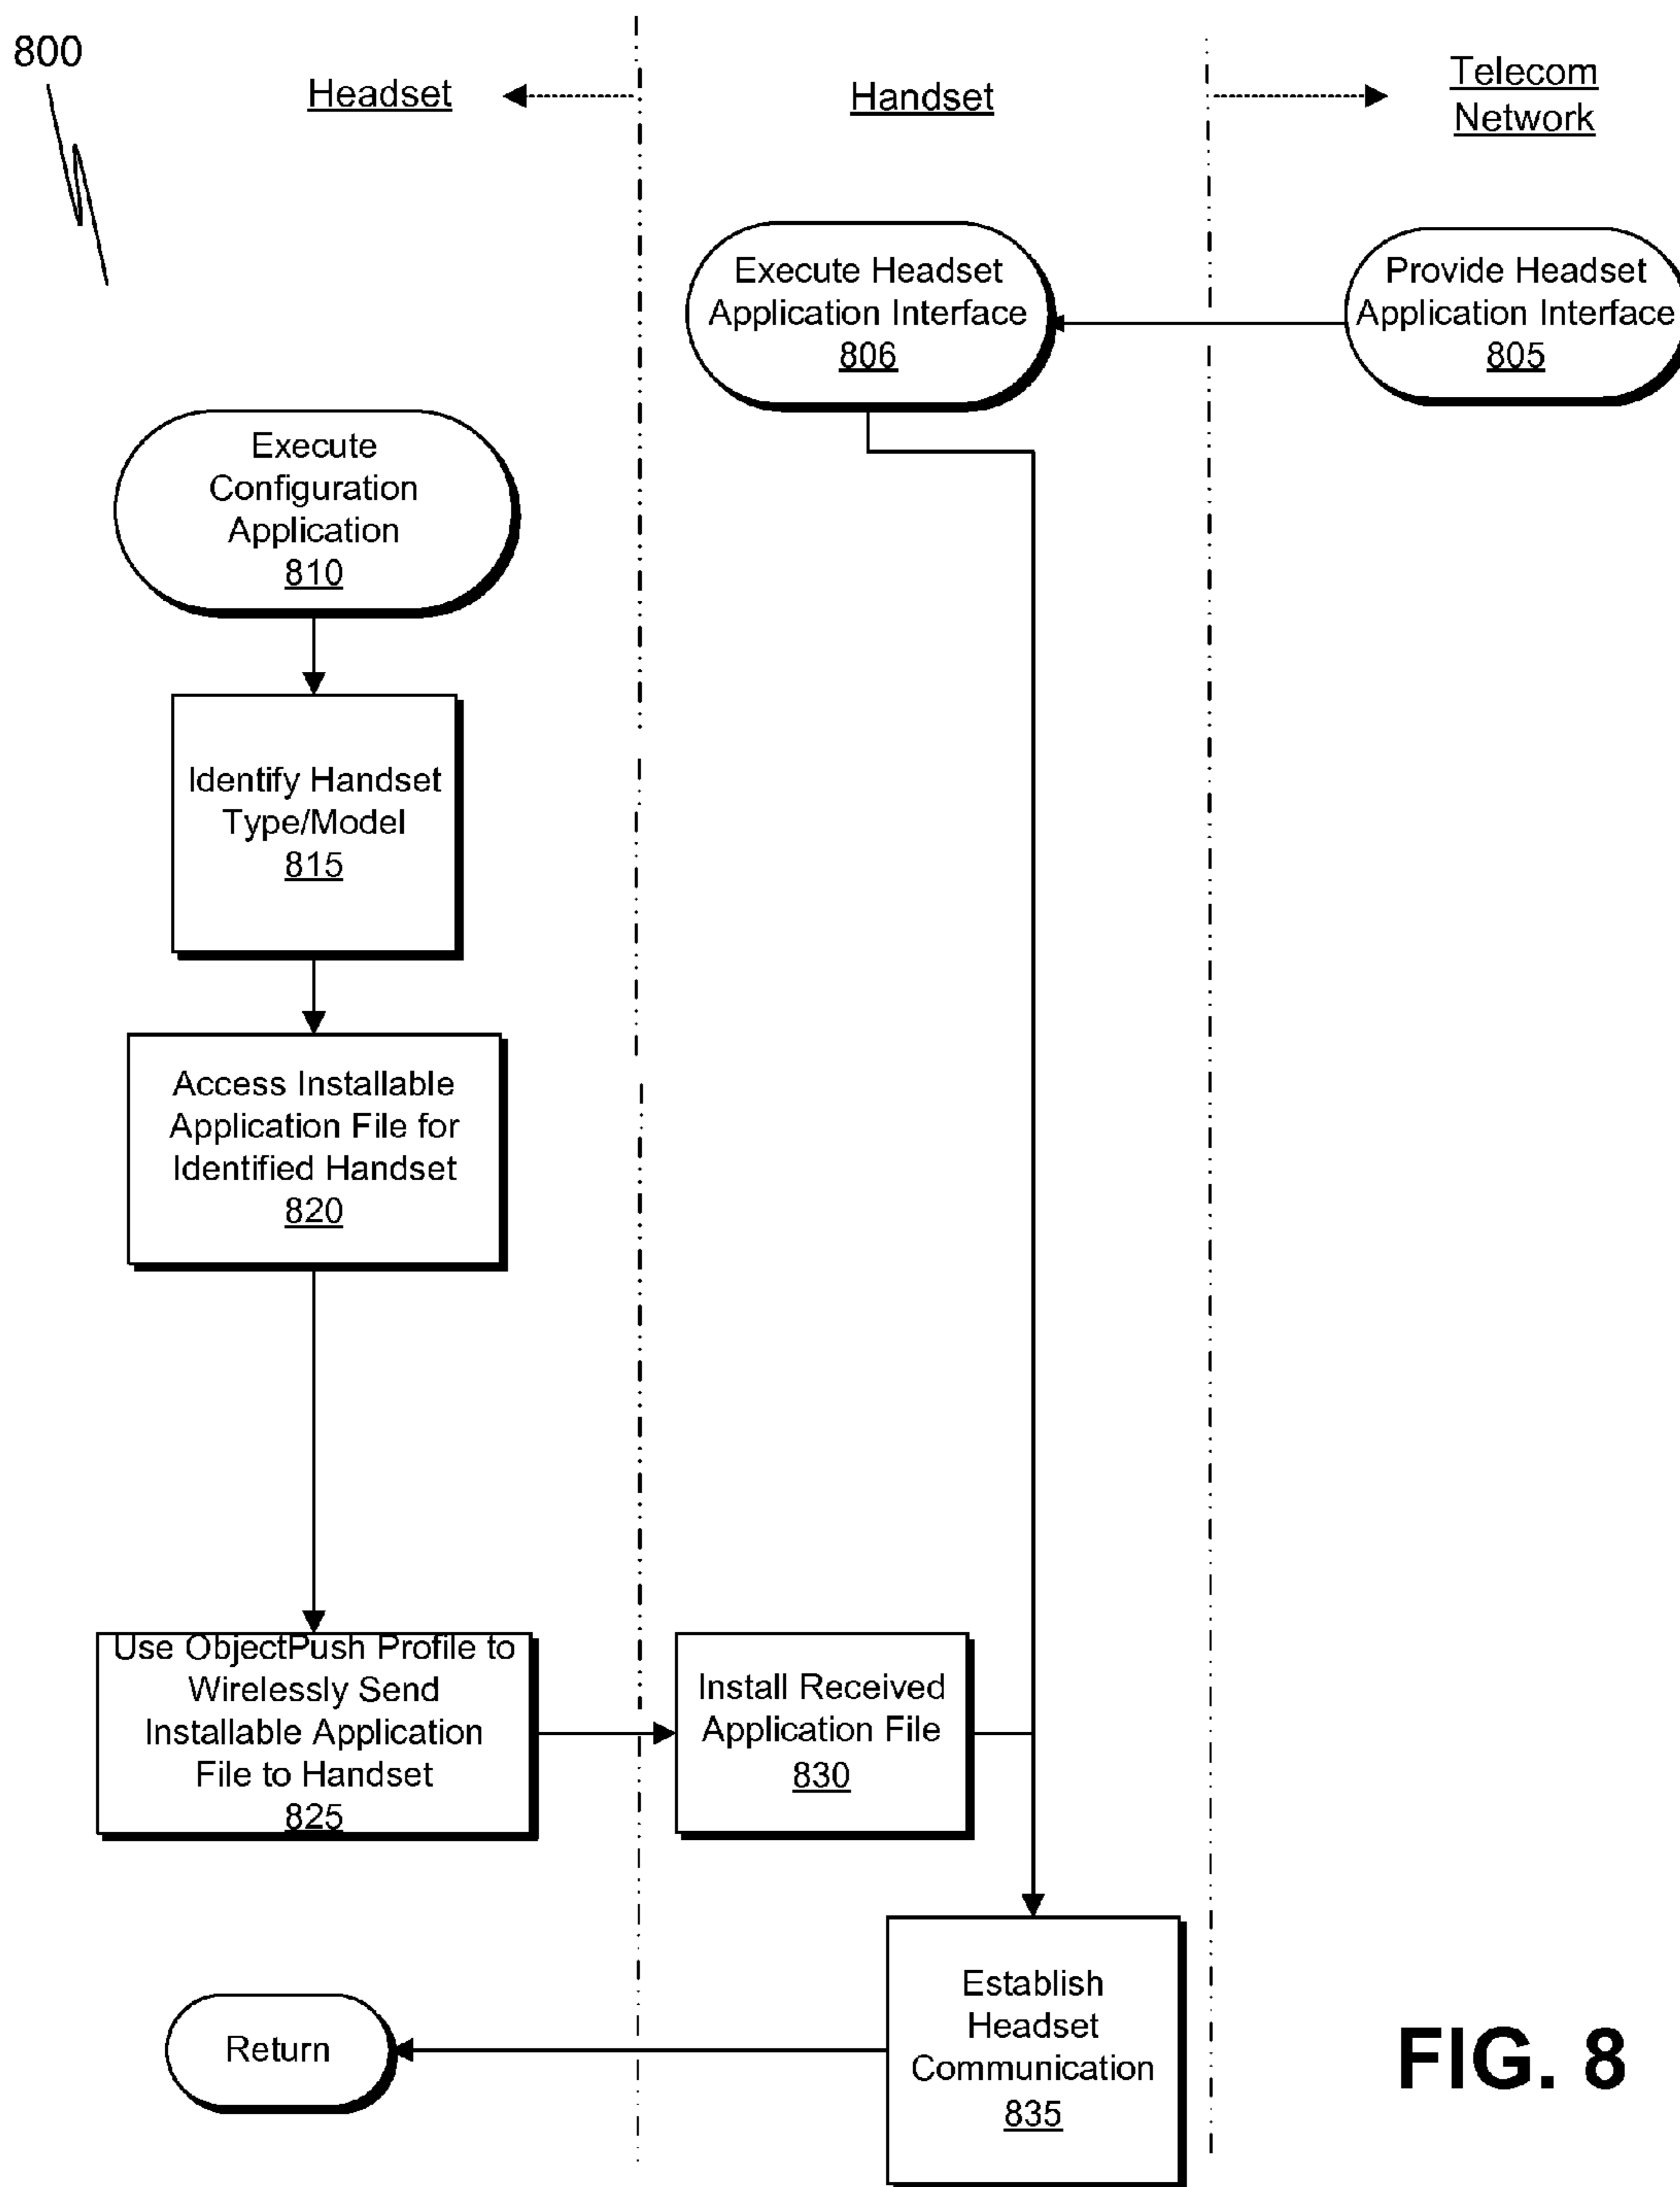 800
Headset
Handset
Telecom
Network
Execute Headset
Application Interface
806
Provide Headset
Application Interface
805
Execute
Configuration
Application
810
Identify Handset
Type/Model
815
Access Installable
Application File for
Identified Handset
820
Use ObjectPush Profile to
Wirelessly Send
Installable Application
File to Handset
825
Install Received
Application File
830
Establish
Headset
Communication
835
Return
FIG. 8